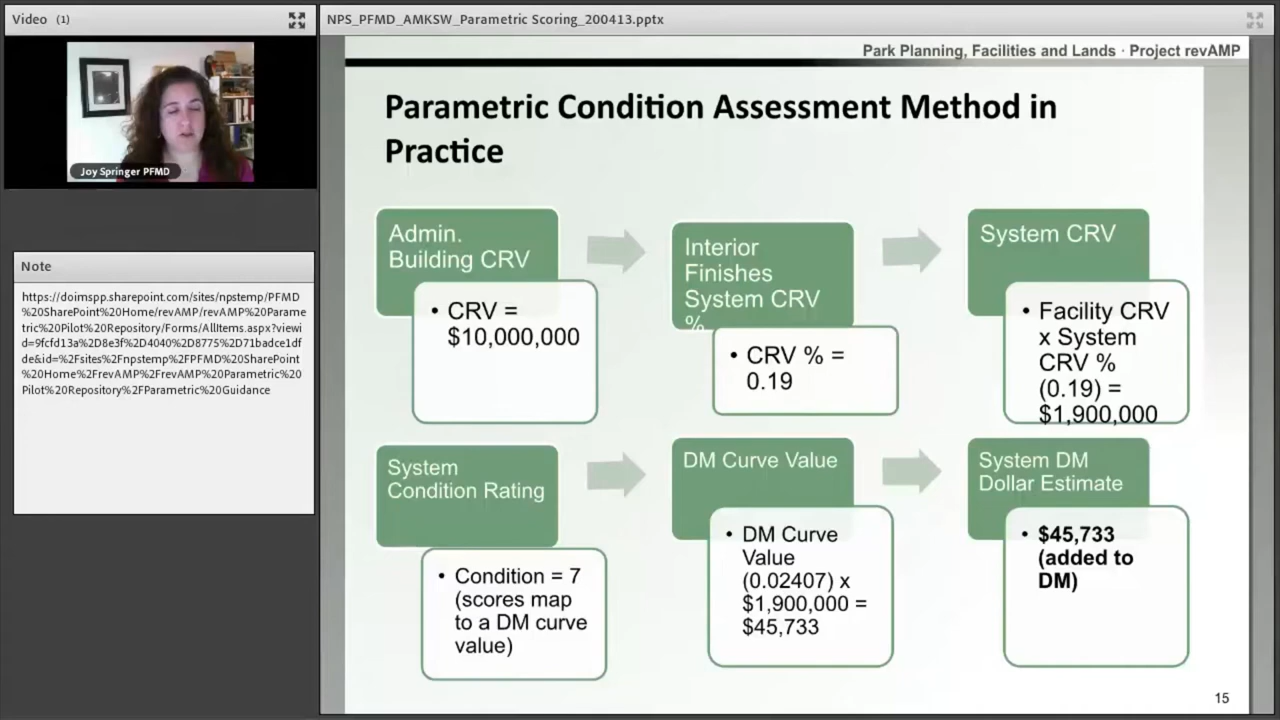 Video (1)
NPS_PFMD_AMKSW_Parametric Scoring_200413.pptx
Joy Springer PFMD
Note
https://doimspp.sharepoint.com/sites/npstemp/PFMD
%20SharePoint%20Home/revAMP/revAMP%20Parame
tric%20Pilot%20Repository/Forms/AllItems.aspx?viewi
d=9fcfd13a%2D8e3f%2D4040%2D8775%2D71badce1df
de&id=%2Fsites%2Fnpstemp%2FPFMD%20SharePoint
%20Home%2FrevAMP%2FrevAMP%20Parametric%20
Pilot%20Repository%2FParametric%20Guidance
Park Planning, Facilities and Lands · Project revAMP
Parametric Condition Assessment Method in
Practice
Admin.
Building CRV
• CRV =
$10,000,000
Interior
Finishes
System CRV
%
• CRV % =
0.19
System CRV
• Facility CRV
x System
CRV %
(0.19) =
$1,900,000
System
Condition Rating
• Condition = 7
(scores map
to a DM curve
value)
DM Curve Value
• DM Curve
Value
(0.02407) x
$1,900,000 =
$45,733
System DM
Dollar Estimate
• $45,733
(added to
DM)
15